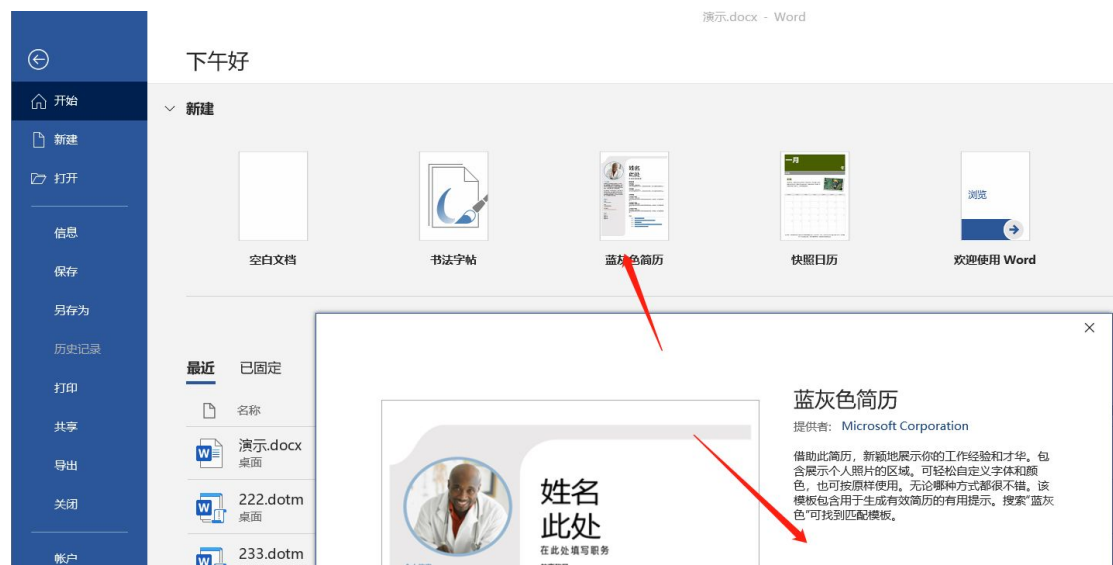 演示.docx - Word
下午好
开始
新建
打开
信息
保存
另存为
历史记录
打印
共享
导出
关闭
帐户
新建
一月
姓名
此处
浏览
空白文档
书法字帖
蓝灰色简历
快照日历
欢迎使用 Word
最近 已固定
名称
演示.docx
桌面
222.dotm
桌面
233.dotm
姓名
此处
在此处填写职务
蓝灰色简历
提供者: Microsoft Corporation
借助此简历，新颖地展示你的工作经验和才华。包
含展示个人照片的区域。可轻松自定义字体和颜
色，也可按原样使用。无论哪种方式都很不错。该
模板包含用于生成有效简历的有用提示。搜索“蓝灰
色”可找到匹配模板。